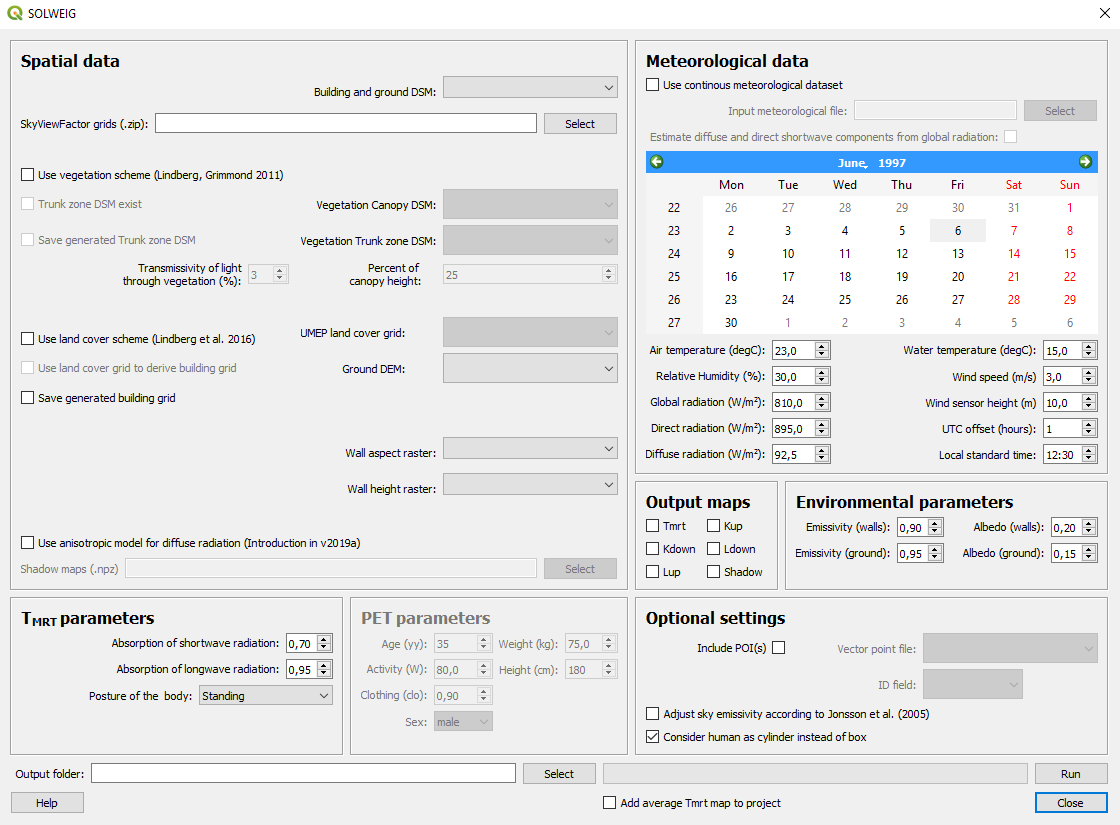 SOLWEIG
Spatial data
Building and ground DSM:
SkyViewFactor grids (.zip):
Select
Use vegetation scheme (Lindberg, Grimmond 2011)
Trunk zone DSM exist
Vegetation Canopy DSM:
Save generated Trunk zone DSM
Vegetation Trunk zone DSM:
Transmissivity of light
through vegetation (%):
3
Percent of
canopy height:
25
UMEP land cover grid:
Use land cover scheme (Lindberg et al. 2016)
Use land cover grid to derive building grid
Ground DEM:
Save generated building grid
Wall aspect raster:
Wall height raster:
Use anisotropic model for diffuse radiation (Introduction in v2019a)
Shadow maps (.npz)
Select
Meteorological data
Use continous meteorological dataset
Input meteorological file:
Select
Estimate diffuse and direct shortwave components from global radiation:
June, 1997
Mon Tue Wed Thu Fri Sat Sun
22 26 27 28 29 30 31 1
23 2 3 4 5 6 7 8
24 9 10 11 12 13 14 15
25 16 17 18 19 20 21 22
26 23 24 25 26 27 28 29
27 30 1 2 3 4 5 6
Air temperature (degC): 23,0
Water temperature (degC): 15,0
Relative Humidity (%): 30,0
Wind speed (m/s) 3,0
Global radiation (W/m²): 810,0
Wind sensor height (m) 10,0
Direct radiation (W/m²): 895,0
UTC offset (hours): 1
Diffuse radiation (W/m²): 92,5
Local standard time: 12:30
Output maps
Tmrt Kup
Kdown Ldown
Lup Shadow
Environmental parameters
Emissivity (walls): 0,90 Albedo (walls): 0,20
Emissivity (ground): 0,95 Albedo (ground): 0,15
TMRT parameters
Absorption of shortwave radiation: 0,70
Absorption of longwave radiation: 0,95
Posture of the body: Standing
PET parameters
Age (yy): 35 Weight (kg): 75,0
Activity (W): 80,0 Height (cm): 180
Clothing (clo): 0,90
Sex: male
Optional settings
Include POI(s)
Vector point file:
ID field:
Adjust sky emissivity according to Jonsson et al. (2005)
Consider human as cylinder instead of box
Output folder:
Select
Run
Help
Add average Tmrt map to project
Close